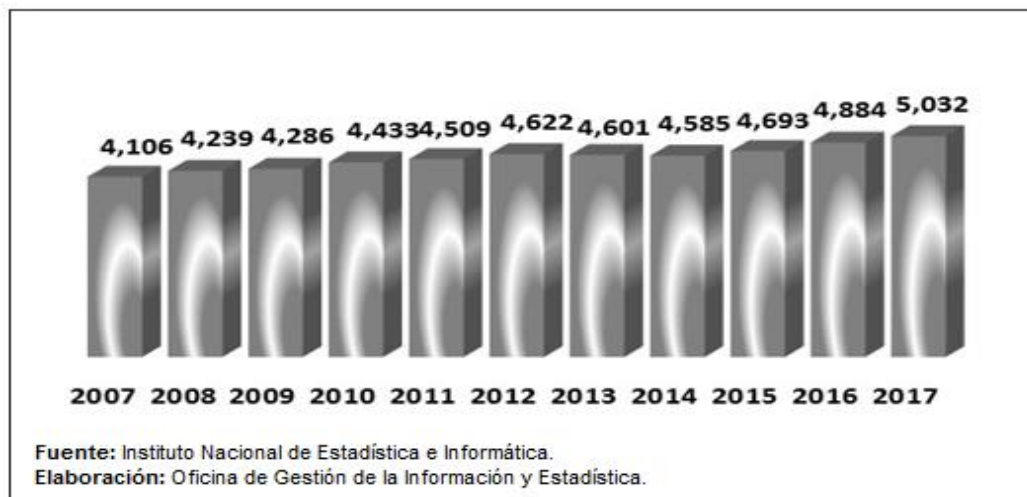 4,106 4,239 4,286 4,433 4,509 4,622 4,601 4,585 4,693 4,884 5,032
2007 2008 2009 2010 2011 2012 2013 2014 2015 2016 2017
Fuente: Instituto Nacional de Estadística e Informática.
Elaboración: Oficina de Gestión de la Información y Estadística.